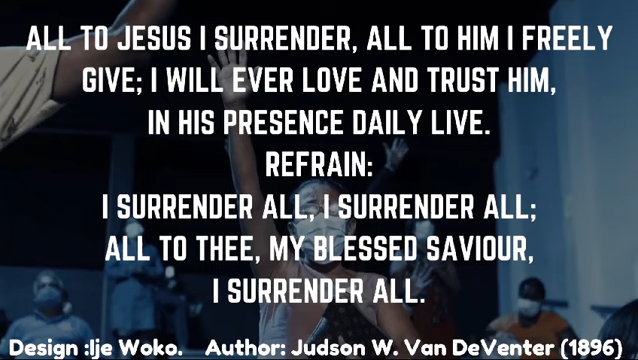 ALL TO JESUS I SURRENDER, ALL TO HIM I FREELY
GIVE; I WILL EVER LOVE AND TRUST HIM,
IN HIS PRESENCE DAILY LIVE.
REFRAIN:
I SURRENDER ALL, I SURRENDER ALL;
ALL TO THEE, MY BLESSED SAVIOUR,
I SURRENDER ALL.
Design :Ije Woko. Author: Judson W. Van DeVenter (1896)